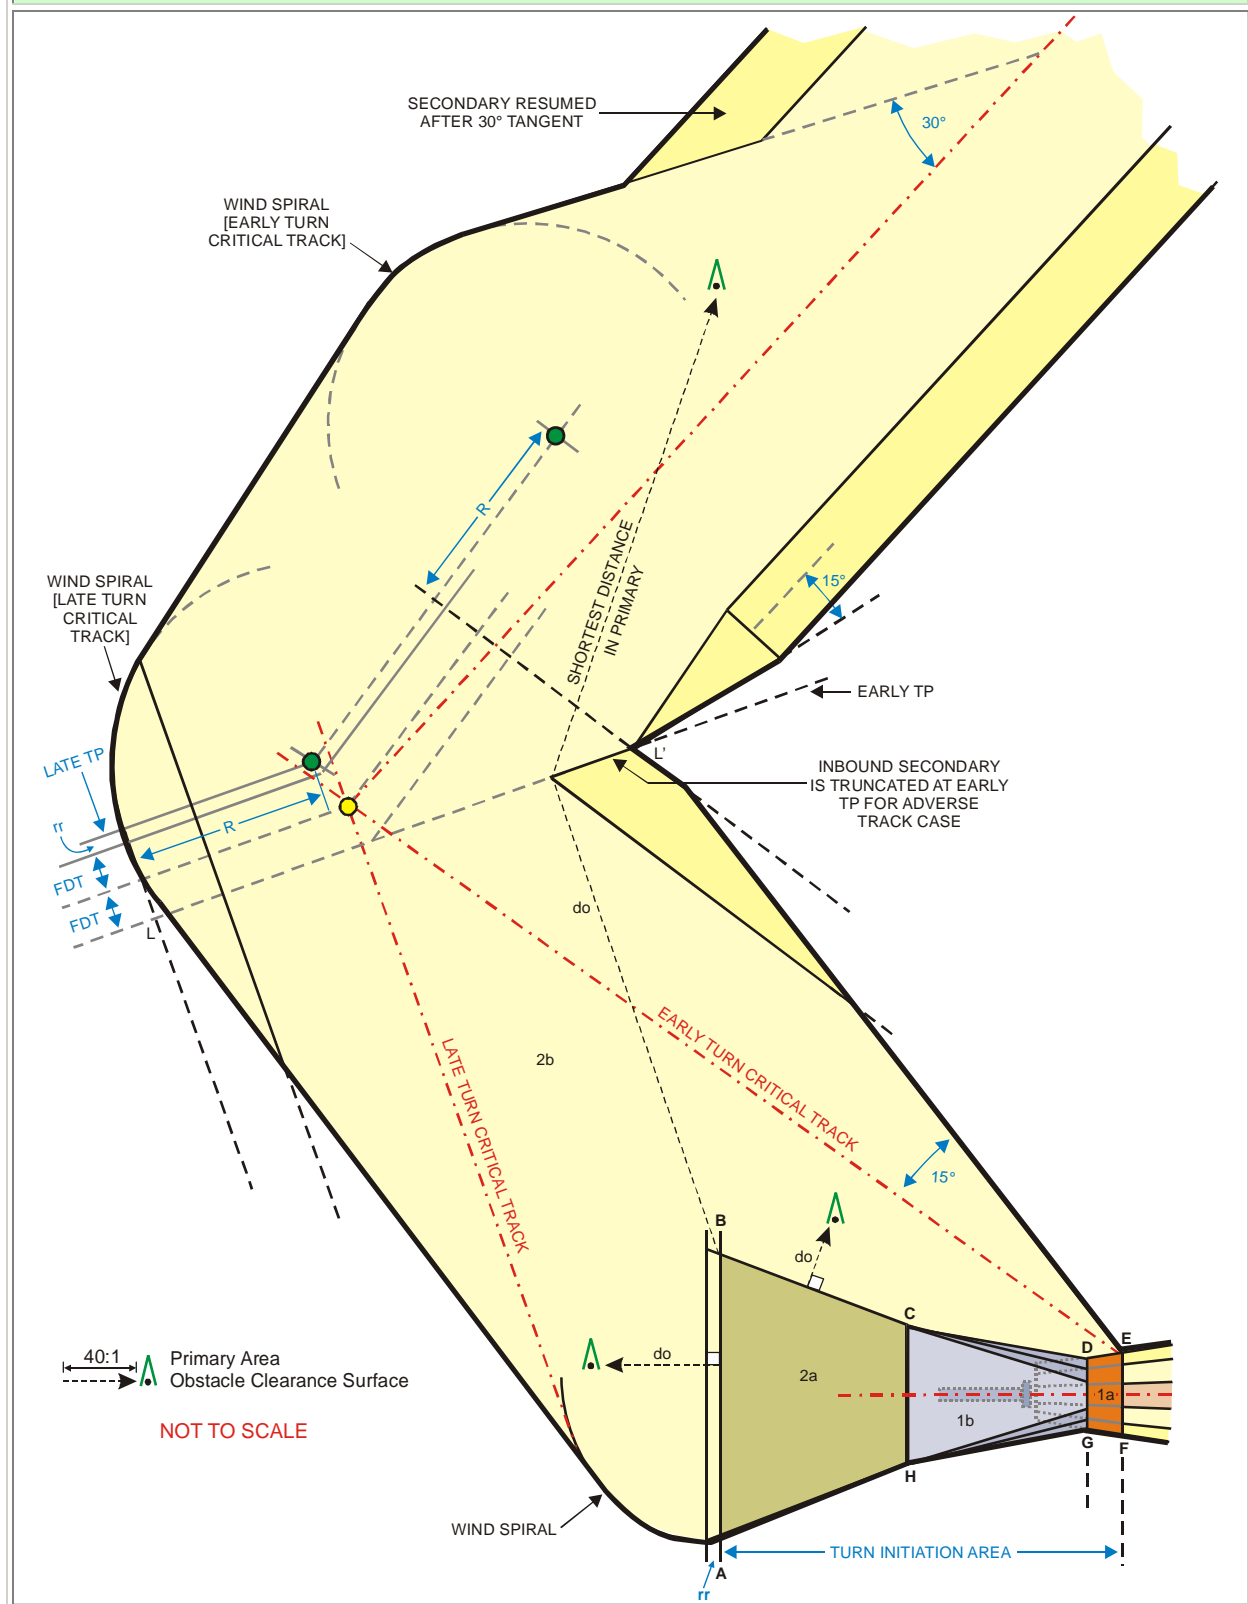 SECONDARY RESUMED
AFTER 30° TANGENT
30°
WIND SPIRAL
[EARLY TURN
CRITICAL TRACK]
R
SHORTEST DISTANCE
IN PRIMARY
15°
WIND SPIRAL
[LATE TURN
CRITICAL
TRACK]
EARLY TP
L'
INBOUND SECONDARY
IS TRUNCATED AT EARLY
TP FOR ADVERSE
TRACK CASE
LATE TP
rr
R
FDT
FDT
L
do
2b
EARLY TURN CRITICAL TRACK
LATE TURN CRITICAL TRACK
15°
B
do
C
do
D
E
2a
1a
1b
G
F
H
40:1
Primary Area
Obstacle Clearance Surface
NOT TO SCALE
WIND SPIRAL
TURN INITIATION AREA
A
rr